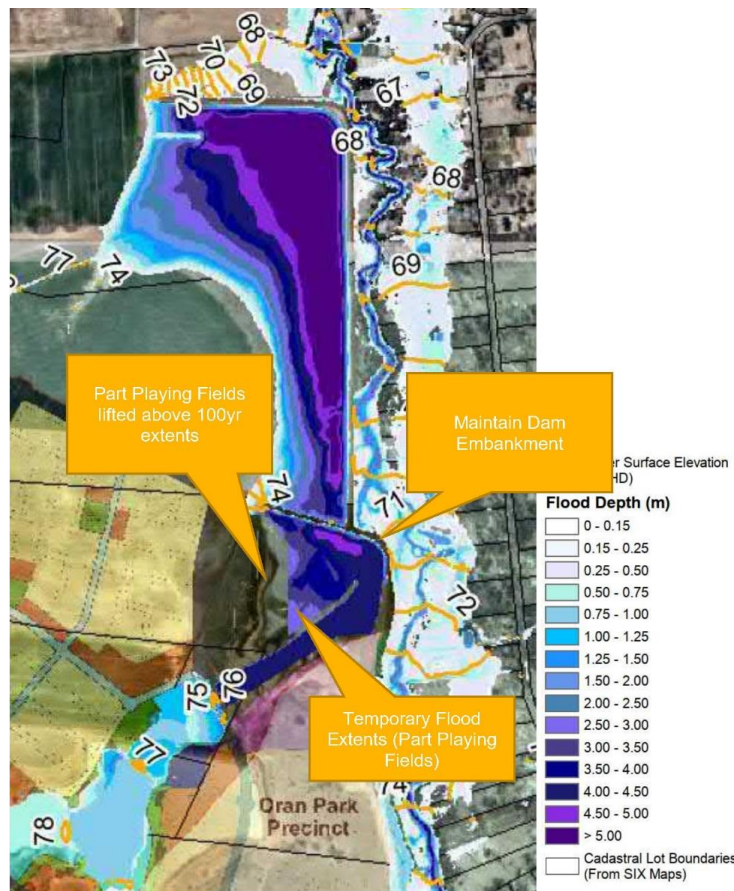 68
73
70
72
69
67
68
68
77
74
69
Part Playing Fields
lifted above 100yr
extents
Maintain Dam
Embankment
er Surface Elevation
HD)
74
71
Flood Depth (m)
0 - 0.15
0.15 - 0.25
0.25 - 0.50
0.50 - 0.75
0.75 - 1.00
1.00 - 1.25
1.25 - 1.50
1.50 - 2.00
2.00 - 2.50
2.50 - 3.00
3.00 - 3.50
3.50 - 4.00
4.00 - 4.50
4.50 - 5.00
> 5.00
Cadastral Lot Boundaries
(From SIX Maps)
72
75
76
Temporary Flood
Extents (Part Playing
Fields)
77
74
Oran Park
Precinct
78